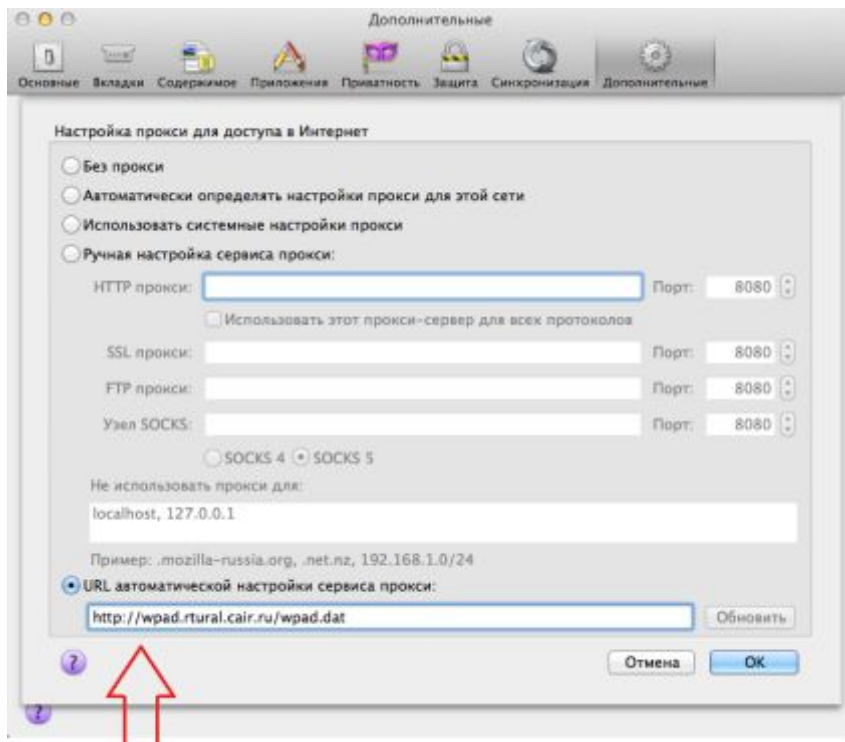 Дополнительные
Основные Вкладки Содержимое Приложения Приватность Защита Синхронизация Дополнительные
Настройка прокси для доступа в Интернет
Без прокси
Автоматически определять настройки прокси для этой сети
Использовать системные настройки прокси
Ручная настройка сервиса прокси:
HTTP прокси: Порт: 8080
Использовать этот прокси-сервер для всех протоколов
SSL прокси: Порт: 8080
FTP прокси: Порт: 8080
Узел SOCKS: Порт: 8080
SOCKS 4 SOCKS 5
Не использовать прокси для:
localhost, 127.0.0.1
Пример: .mozilla-russia.org, .net.nz, 192.168.1.0/24
URL автоматической настройки сервиса прокси:
http://wpad.rtural.cair.ru/wpad.dat Обновить
? Отмена OK
?